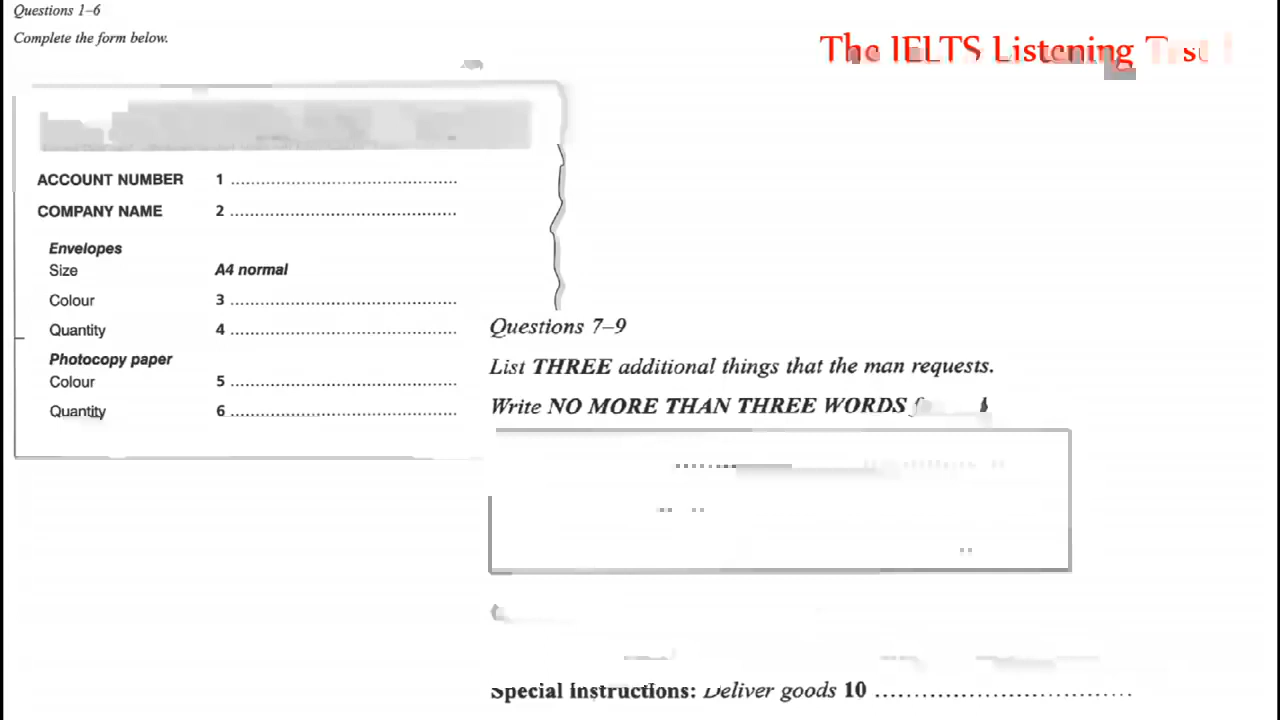 Questions 1–6
Complete the form below.
The IELTS Listening
ACCOUNT NUMBER 1 ........................................
COMPANY NAME 2 ........................................
Envelopes
Size A4 normal
Colour 3 ........................................
Quantity 4 ........................................
Photocopy paper
Colour 5 ........................................
Quantity 6 ........................................
Questions 7–9
List THREE additional things that the man requests.
Write NO MORE THAN THREE WORDS
Special instructions: Deliver goods 10 ................................